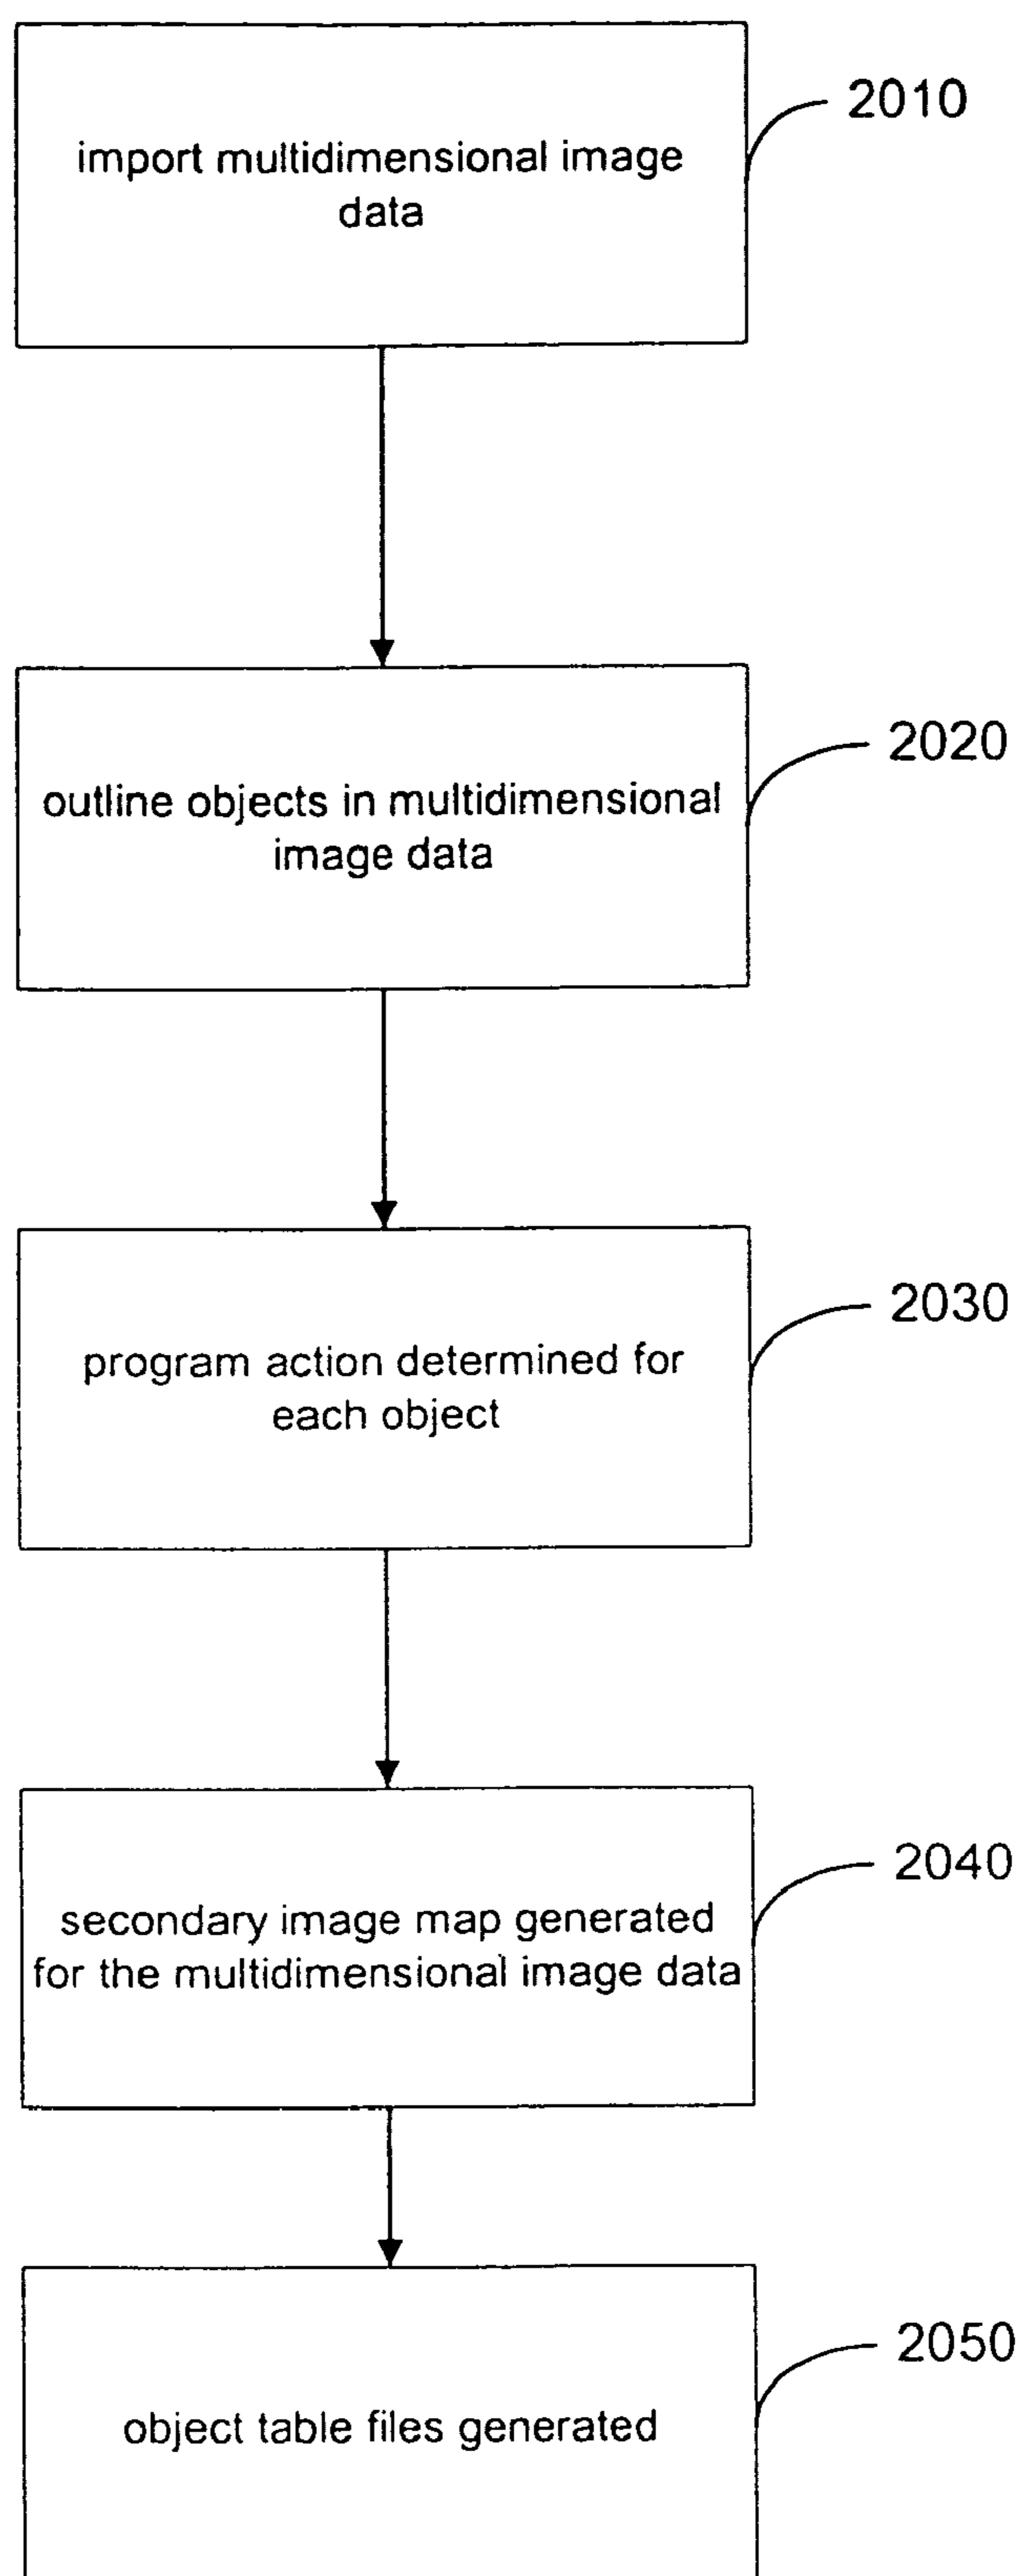 import multidimensional image
data
2010
outline objects in multidimensional
image data
2020
program action determined for
each object
2030
secondary image map generated
for the multidimensional image data
2040
object table files generated
2050